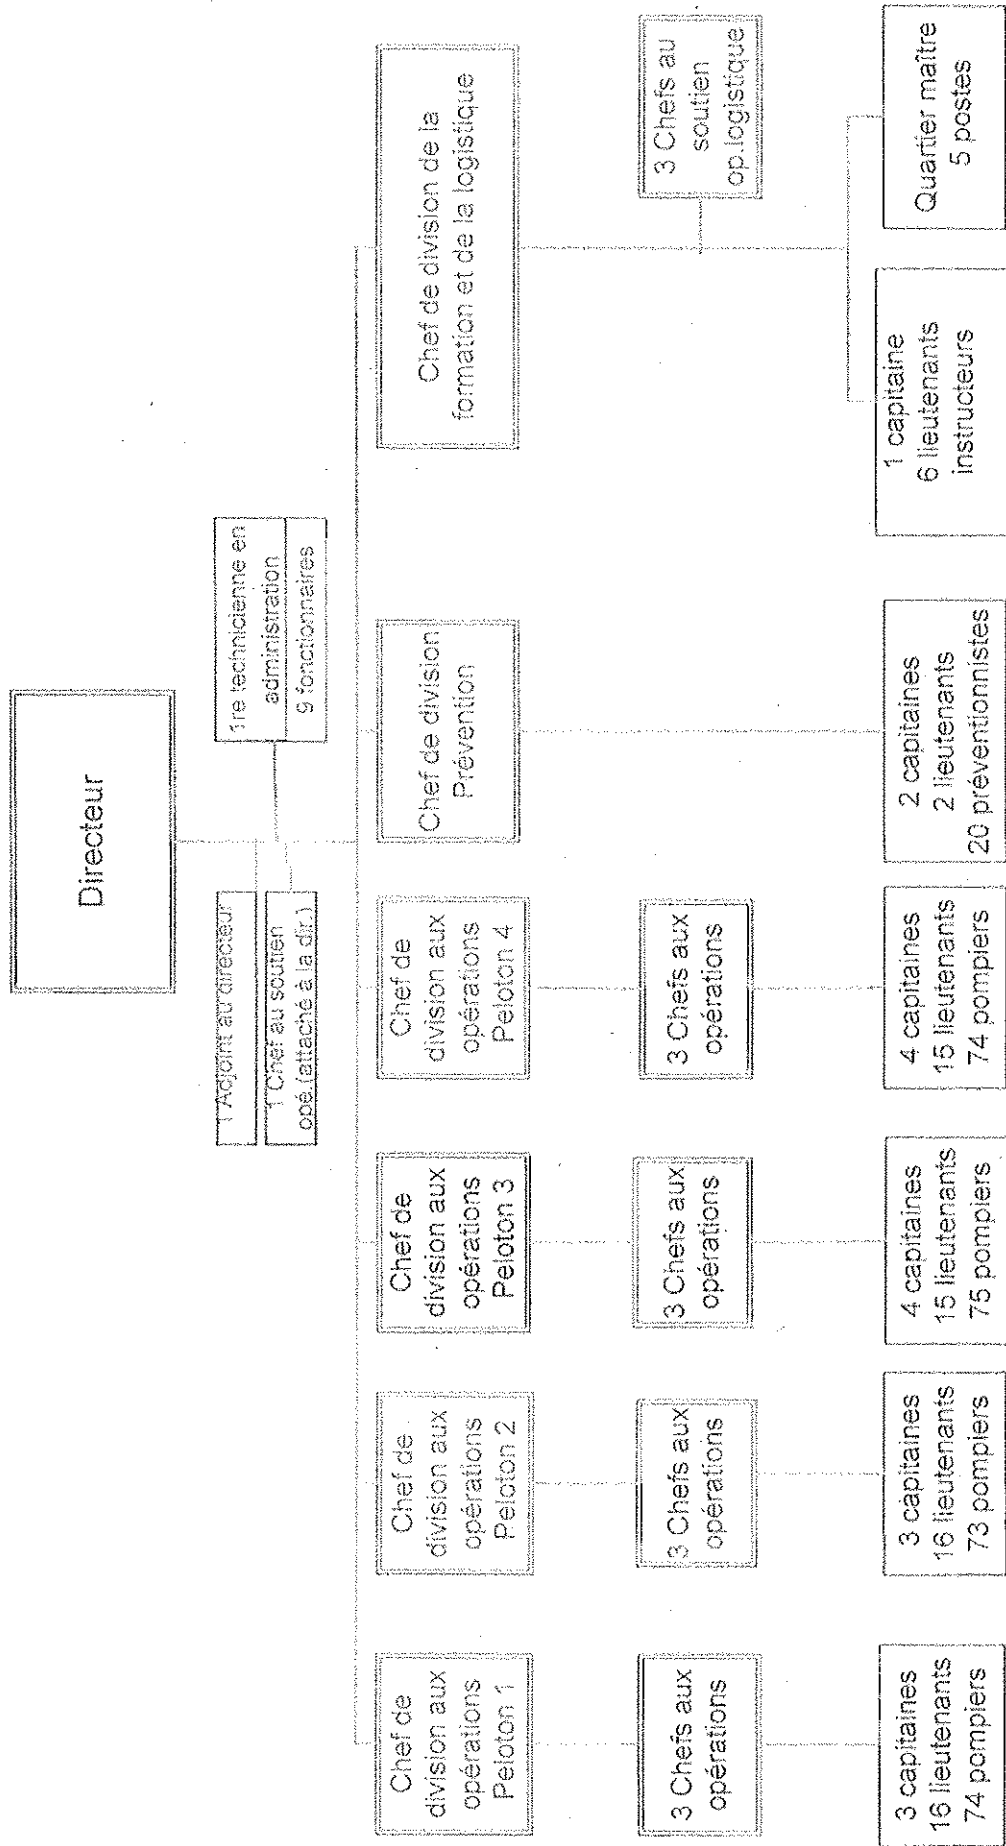 Directeur
1 Adjoint au directeur
1 Chef au soutien
opé.(attaché à la dir.)
1re technicienne en
administration
9 fonctionnaires
Chef de
division aux
opérations
Peloton 1
Chef de
division aux
opérations
Peloton 2
Chef de
division aux
opérations
Peloton 3
Chef de
division aux
opérations
Peloton 4
Chef de division
Prévention
Chef de division de la
formation et de la logistique
3 Chefs aux
opérations
3 Chefs aux
opérations
3 Chefs aux
opérations
3 Chefs aux
opérations
3 Chefs au
soutien
op.logistique
3 capitaines
16 lieutenants
74 pompiers
3 capitaines
16 lieutenants
73 pompiers
4 capitaines
15 lieutenants
75 pompiers
4 capitaines
15 lieutenants
74 pompiers
2 capitaines
2 lieutenants
20 préventionnistes
1 capitaine
6 lieutenants
instructeurs
Quartier maître
5 postes